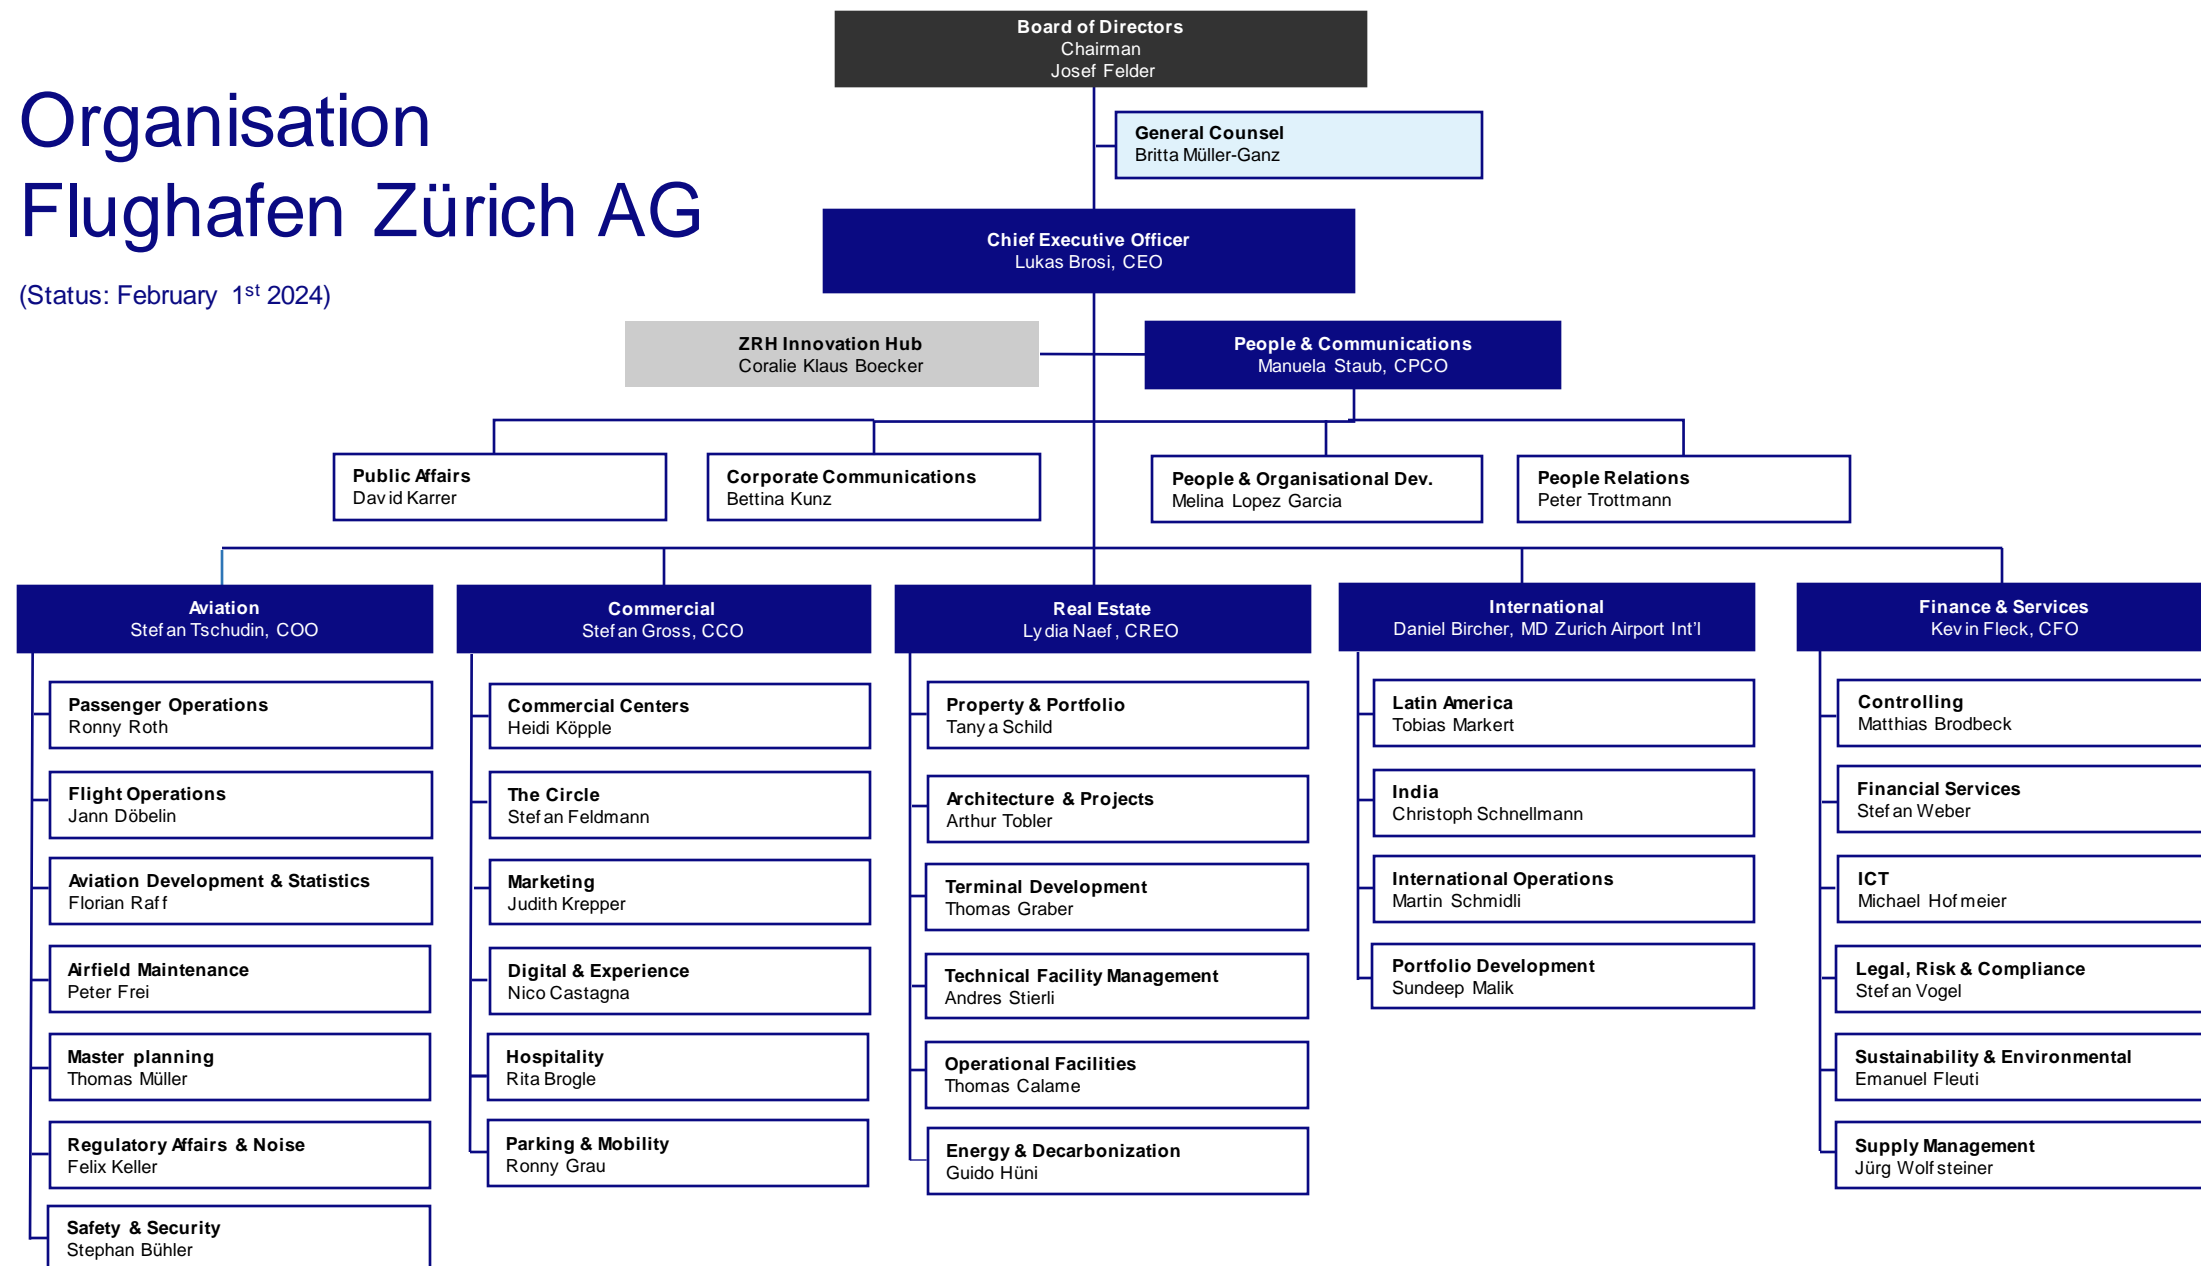 Board of Directors
Chairman
Josef Felder
Organisation
Flughafen Zürich AG
(Status: February 1st 2024)
General Counsel
Britta Müller-Ganz
Chief Executive Officer
Lukas Brosi, CEO
ZRH Innovation Hub
Coralie Klaus Boecker
People & Communications
Manuela Staub, CPCO
Public Affairs
David Karrer
Corporate Communications
Bettina Kunz
People & Organisational Dev.
Melina Lopez Garcia
People Relations
Peter Trottmann
Aviation
Stefan Tschudin, COO
Passenger Operations
Ronny Roth
Flight Operations
Jann Döbelin
Aviation Development & Statistics
Florian Raff
Airfield Maintenance
Peter Frei
Master planning
Thomas Müller
Regulatory Affairs & Noise
Felix Keller
Safety & Security
Stephan Bühler
Commercial
Stefan Gross, CCO
Commercial Centers
Heidi Köpple
The Circle
Stefan Feldmann
Marketing
Judith Krepper
Digital & Experience
Nico Castagna
Hospitality
Rita Brogle
Parking & Mobility
Ronny Grau
Real Estate
Lydia Naef, CREO
Property & Portfolio
Tanya Schild
Architecture & Projects
Arthur Tobler
Terminal Development
Thomas Graber
Technical Facility Management
Andres Stierli
Operational Facilities
Thomas Calame
Energy & Decarbonization
Guido Hüni
International
Daniel Bircher, MD Zurich Airport Int'l
Latin America
Tobias Markert
India
Christoph Schnellmann
International Operations
Martin Schmidli
Portfolio Development
Sundeep Malik
Finance & Services
Kevin Fleck, CFO
Controlling
Matthias Brodbeck
Financial Services
Stefan Weber
ICT
Michael Hofmeier
Legal, Risk & Compliance
Stefan Vogel
Sustainability & Environmental
Emanuel Fleuti
Supply Management
Jürg Wolfsteiner